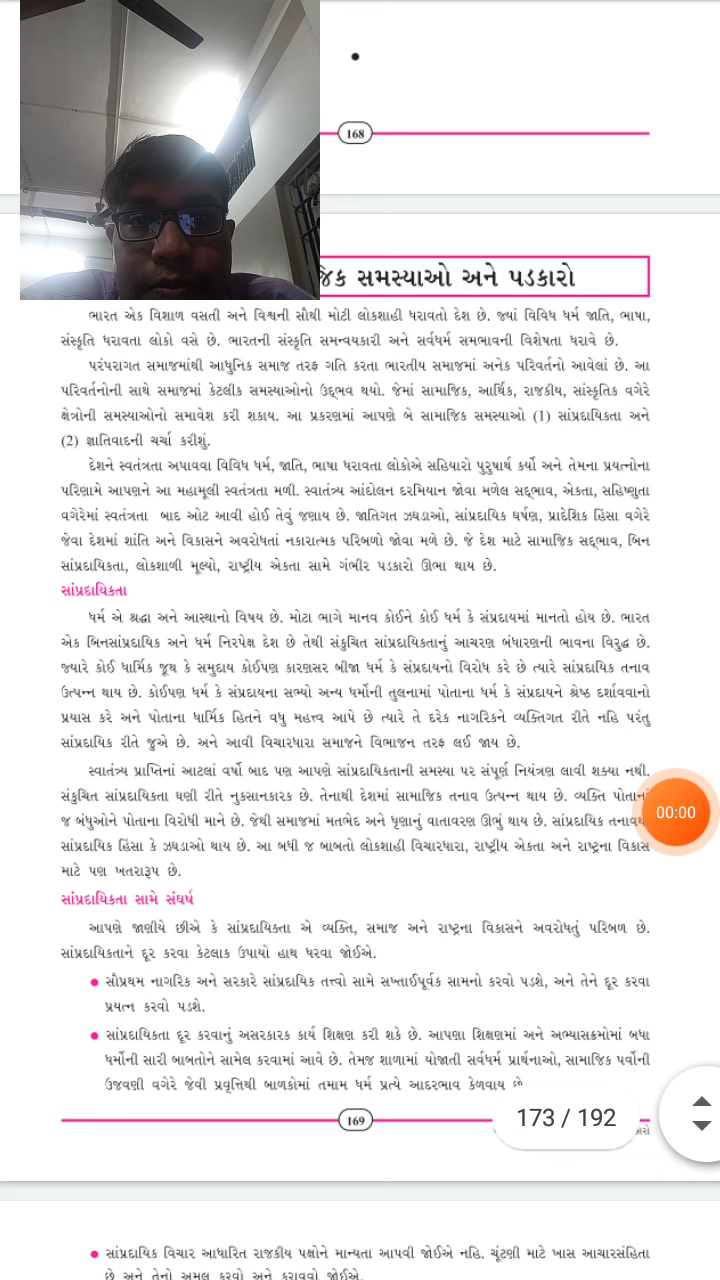 168
સમસ્યાઓ અને પડકારો
ભારત એક વિશાળ વસતી અને વિશ્વની સૌથી મોટી લોકશાહી ધરાવતો દેશ છે. જ્યાં વિવિધ ધર્મ જાતિ, ભાષા,
સંસ્કૃતિ ધરાવતા લોકો વસે છે. ભારતની સંસ્કૃતિ સમન્વયકારી અને સર્વધર્મ સમભાવની વિશેષતા ધરાવે છે.
પરંપરાગત સમાજમાંથી આધુનિક સમાજ તરફ ગતિ કરતા ભારતીય સમાજમાં અનેક પરિવર્તનો આવેલાં છે. આ
પરિવર્તનોની સાથે સમાજમાં કેટલીક સમસ્યાઓનો ઉદ્દભવ થયો. જેમાં સામાજિક, આર્થિક, રાજકીય, સાંસ્કૃતિક વગેરે
ક્ષેત્રોની સમસ્યાઓનો સમાવેશ કરી શકાય. આ પ્રકરણમાં આપણે બે સામાજિક સમસ્યાઓ (1) સાંપ્રદાયિકતા અને
(2) જ્ઞાતિવાદની ચર્ચા કરીશું.
દેશને સ્વતંત્રતા અપાવવા વિવિધ ધર્મ, જાતિ, ભાષા ધરાવતા લોકોએ સહિયારો પુરુષાર્થ કર્યો અને તેમના પ્રયત્નોના
પરિણામે આપણને આ મહામૂલી સ્વતંત્રતા મળી. સ્વાતંત્ર્ય આંદોલન દરમિયાન જોવા મળેલ સદ્ભાવ, એકતા, સહિષ્ણુતા
વગેરેમાં સ્વતંત્રતા બાદ ઓટ આવી હોઈ તેવું જણાય છે. જાતિગત ઝઘડાઓ, સાંપ્રદાયિક ઘર્ષણ, પ્રાદેશિક હિંસા વગેરે
જેવા દેશમાં શાંતિ અને વિકાસને અવરોધતાં નકારાત્મક પરિબળો જોવા મળે છે. જે દેશ માટે સામાજિક સદ્દભાવ, બિન
સાંપ્રદાયિકતા, લોકશાળી મૂલ્યો, રાષ્ટ્રીય એકતા સામે ગંભીર પડકારો ઊભા થાય છે.
સાંપ્રદાયિકતા
ધર્મ એ શ્રદ્ધા અને આસ્થાનો વિષય છે. મોટા ભાગે માનવ કોઈને કોઈ ધર્મ કે સંપ્રદાયમાં માનતો હોય છે. ભારત
એક બિનસાંપ્રદાયિક અને ધર્મ નિરપેક્ષ દેશ છે તેથી સંકુચિત સાંપ્રદાયિકતાનું આચરણ બંધારણની ભાવના વિરુદ્ધ છે.
જ્યારે કોઈ ધાર્મિક જૂથ કે સમુદાય કોઈપણ કારણસર બીજા ધર્મ કે સંપ્રદાયનો વિરોધ કરે છે ત્યારે સાંપ્રદાયિક તનાવ
ઉત્પન્ન થાય છે. કોઈપણ ધર્મ કે સંપ્રદાયના સભ્યો અન્ય ધર્મોની તુલનામાં પોતાના ધર્મ કે સંપ્રદાયને શ્રેષ્ઠ દર્શાવવાનો
પ્રયાસ કરે અને પોતાના ધાર્મિક હિતને વધુ મહત્ત્વ આપે છે ત્યારે તે દરેક નાગરિકને વ્યક્તિગત રીતે નહિ પરંતુ
સાંપ્રદાયિક રીતે જુએ છે. અને આવી વિચારધારા સમાજને વિભાજન તરફ લઈ જાય છે.
સ્વાતંત્ર્ય પ્રાપ્તિનાં આટલાં વર્ષો બાદ પણ આપણે સાંપ્રદાયિકતાની સમસ્યા પર સંપૂર્ણ નિયંત્રણ લાવી શક્યા નથી.
સંકુચિત સાંપ્રદાયિકતા ઘણી રીતે નુકસાનકારક છે. તેનાથી દેશમાં સામાજિક તનાવ ઉત્પન્ન થાય છે. વ્યક્તિ પોતાનાં
જ બંધુઓને પોતાના વિરોધી માને છે. જેથી સમાજમાં મતભેદ અને ધૃણાનું વાતાવરણ ઊભું થાય છે. સાંપ્રદાયિક
00:00
સાંપ્રદાયિક હિંસા કે ઝઘડાઓ થાય છે. આ બધી જ બાબતો લોકશાહી વિચારધારા, રાષ્ટ્રીય એકતા અને રાષ્ટ્રના વિકાસ
માટે પણ ખતરારૂપ છે.
સાંપ્રદાયિકતા સામે સંઘર્ષ
આપણે જાણીયે છીએ કે સાંપ્રદાયિક્તા એ વ્યક્તિ, સમાજ અને રાષ્ટ્રના વિકાસને અવરોધતું પરિબળ છે.
સાંપ્રદાયિકતાને દૂર કરવા કેટલાક ઉપાયો હાથ ધરવા જોઈએ.
● સૌપ્રથમ નાગરિક અને સરકારે સાંપ્રદાયિક તત્ત્વો સામે સખ્તાઈપૂર્વક સામનો કરવો પડશે, અને તેને દૂર કરવા
પ્રયત્ન કરવો પડશે.
● સાંપ્રદાયિકતા દૂર કરવાનું અસરકારક કાર્ય શિક્ષણ કરી શકે છે. આપણા શિક્ષણમાં અને અભ્યાસક્રમોમાં બધા
ધર્મોની સારી બાબતોને સામેલ કરવામાં આવે છે. તેમજ શાળામાં યોજાતી સર્વધર્મ પ્રાર્થનાઓ, સામાજિક પર્વોની
ઉજવણી વગેરે જેવી પ્રવૃત્તિથી બાળકોમાં તમામ ધર્મ પ્રત્યે આદરભાવ કેળવાય છે
169
173 / 192
● સાંપ્રદાયિક વિચાર આધારિત રાજકીય પક્ષોને માન્યતા આપવી જોઈએ નહિ. ચૂંટણી માટે ખાસ આચારસંહિતા
છે અને તેનો અમલ કરવો અને કરાવવો જોઈએ.